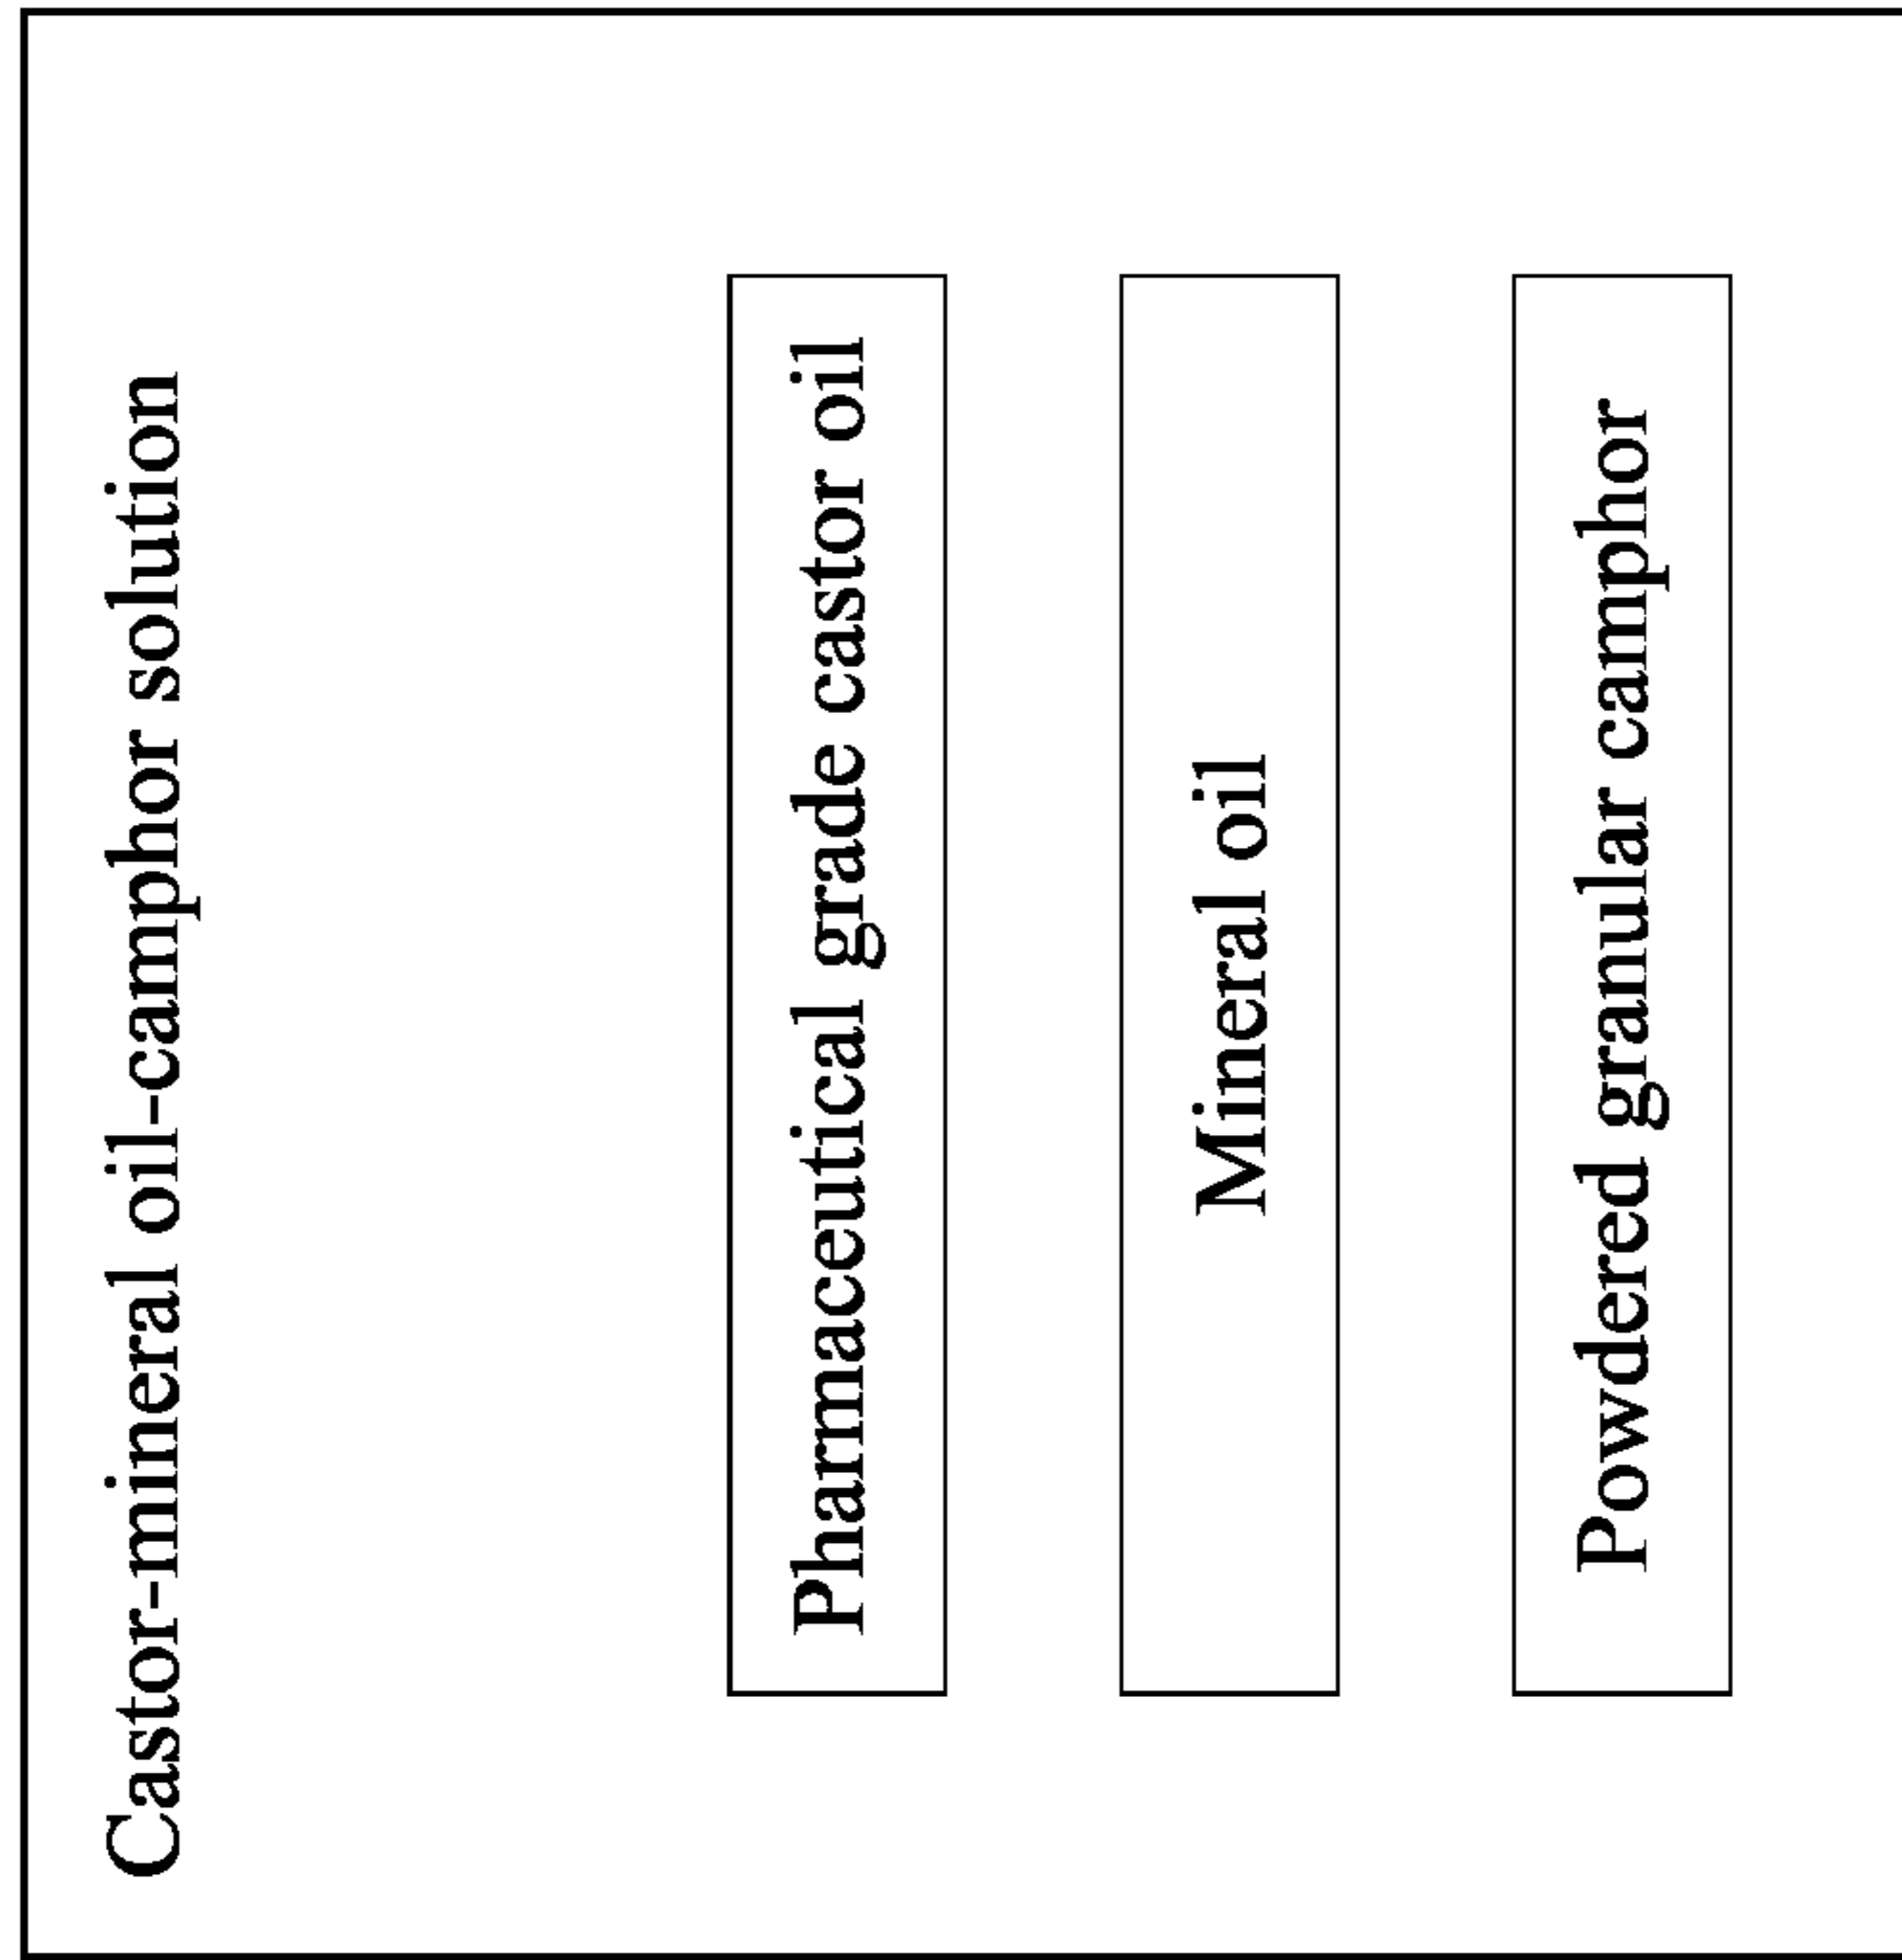 Castor-mineral oil-camphor solution
Pharmaceutical grade castor oil
Mineral oil
Powdered granular camphor